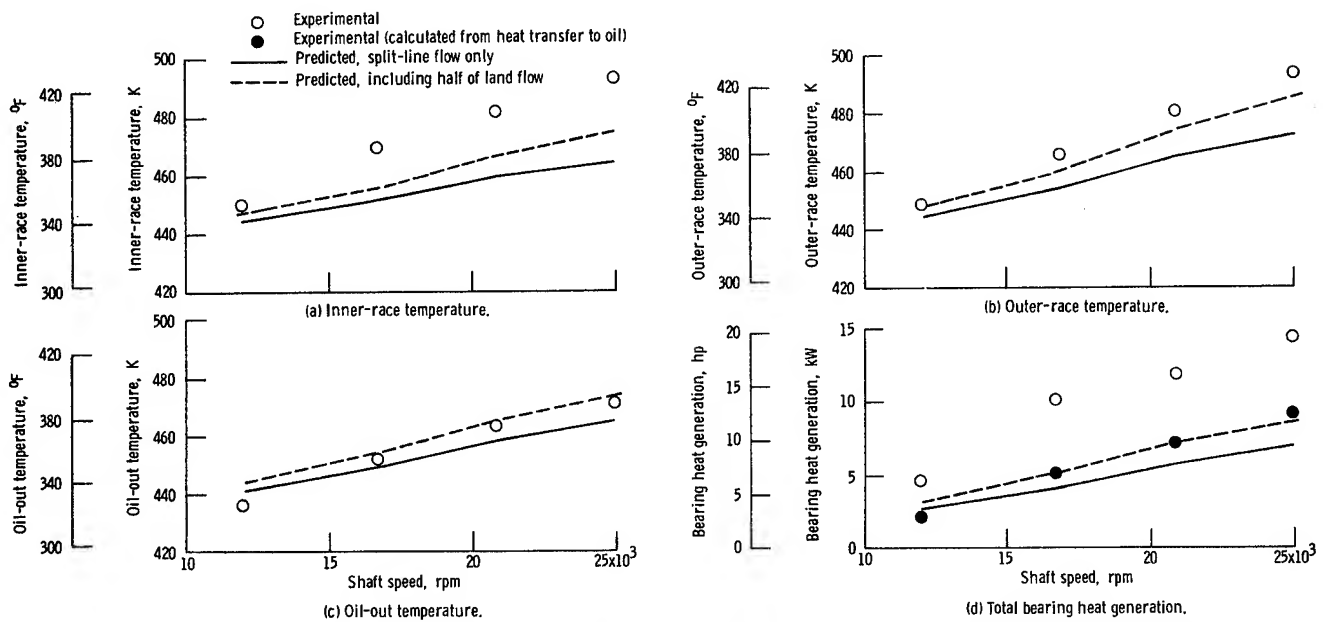 Experimental
Experimental (calculated from heat transfer to oil)
Predicted, split-line flow only
Predicted, including half of land flow
Inner-race temperature, °F
420
380
340
300
Inner-race temperature, K
500
480
460
440
420
15
20
25
(a) Inner-race temperature.
Outer-race temperature, °F
420
380
340
300
Outer-race temperature, K
500
480
460
440
420
(b) Outer-race temperature.
Oil-out temperature, °F
420
380
340
300
Oil-out temperature, K
500
480
460
440
420
10
15
20
25x10³
Shaft speed, rpm
(c) Oil-out temperature.
Bearing heat generation, hp
20
15
10
5
0
Bearing heat generation, kW
15
10
5
0
10
15
20
25x10³
Shaft speed, rpm
(d) Total bearing heat generation.